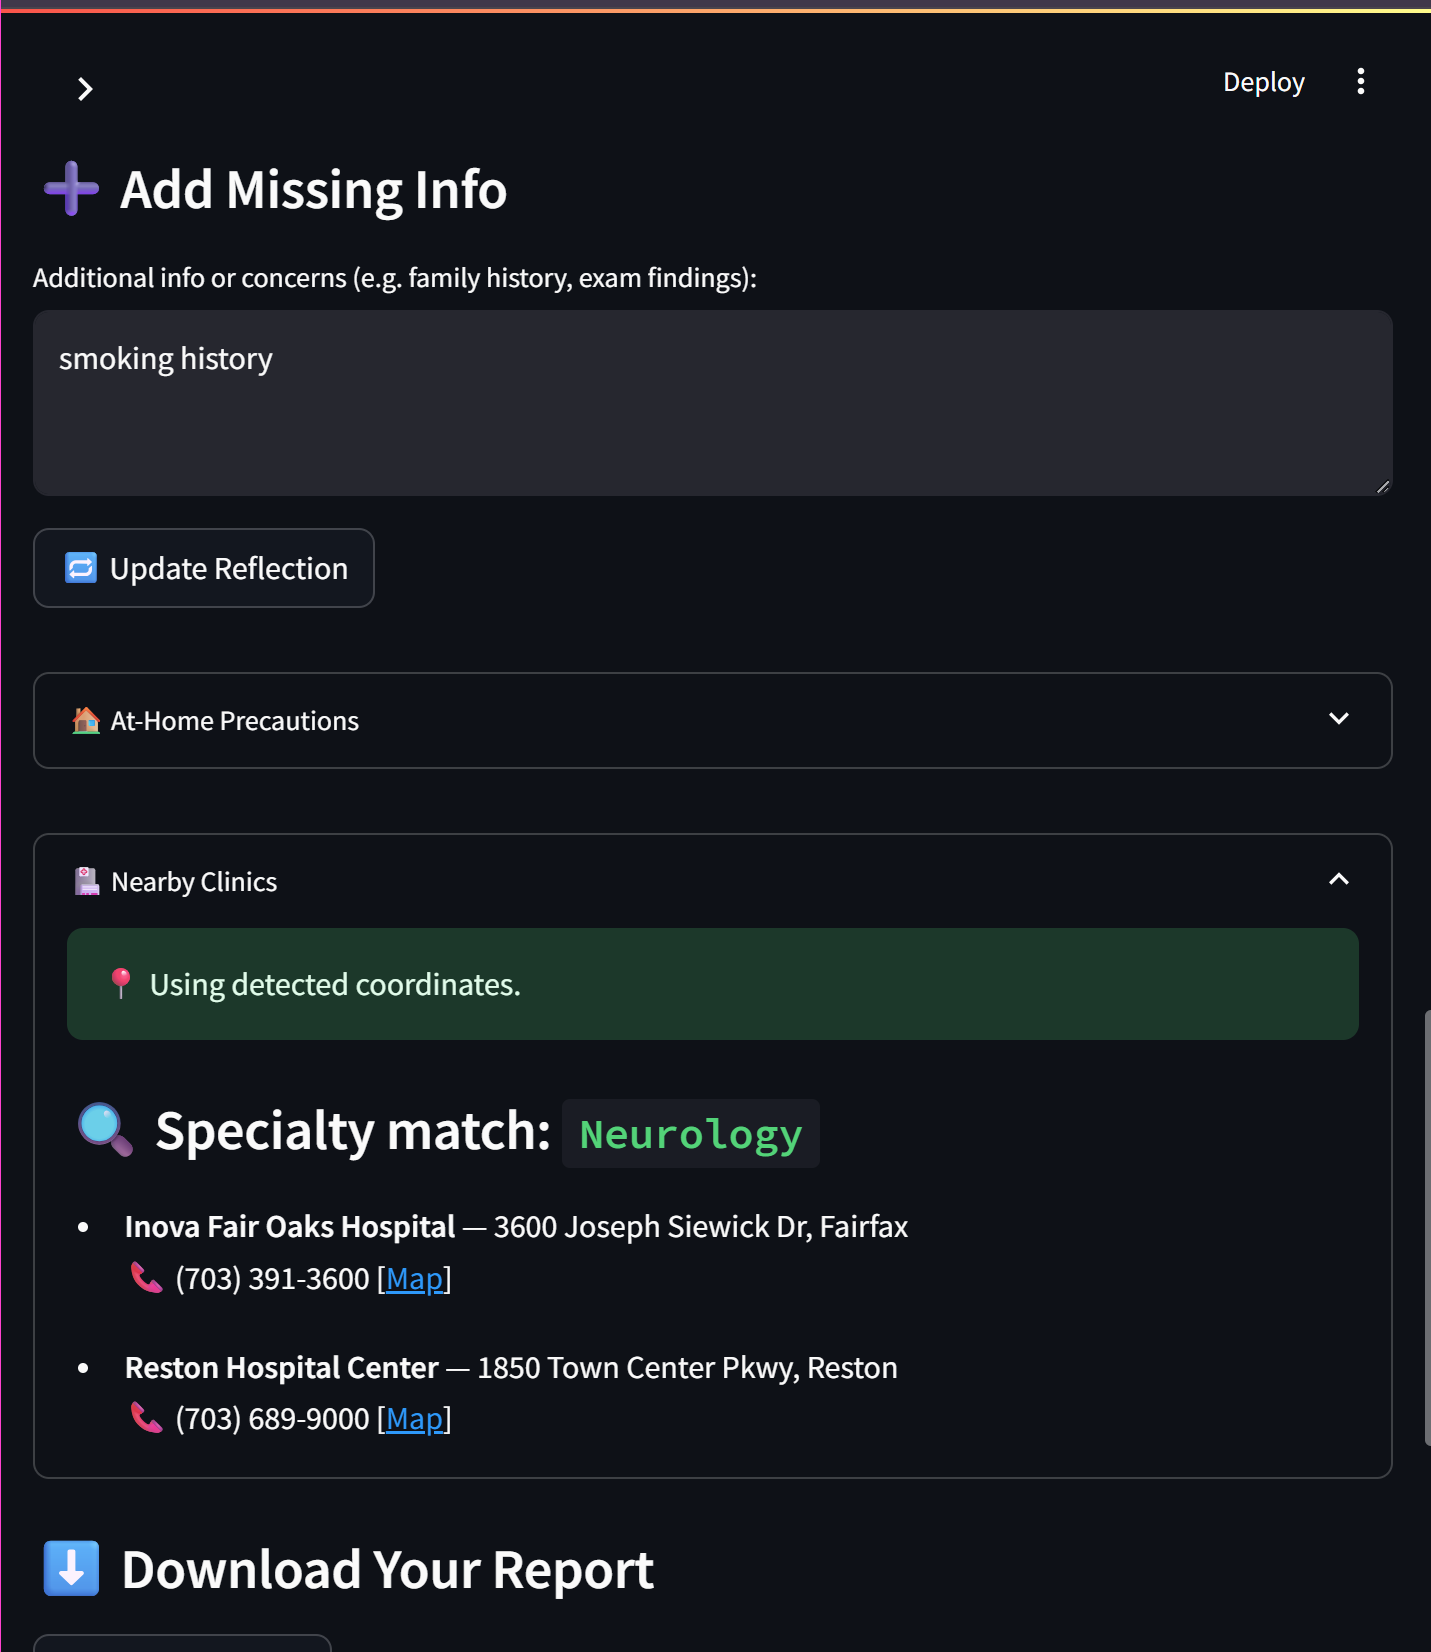 Deploy
Add Missing Info
Additional info or concerns (e.g. family history, exam findings):
smoking history
Update Reflection
At-Home Precautions
Nearby Clinics
Using detected coordinates.
Specialty match: Neurology
Inova Fair Oaks Hospital — 3600 Joseph Siewick Dr, Fairfax
(703) 391-3600 [Map]
Reston Hospital Center — 1850 Town Center Pkwy, Reston
(703) 689-9000 [Map]
Download Your Report